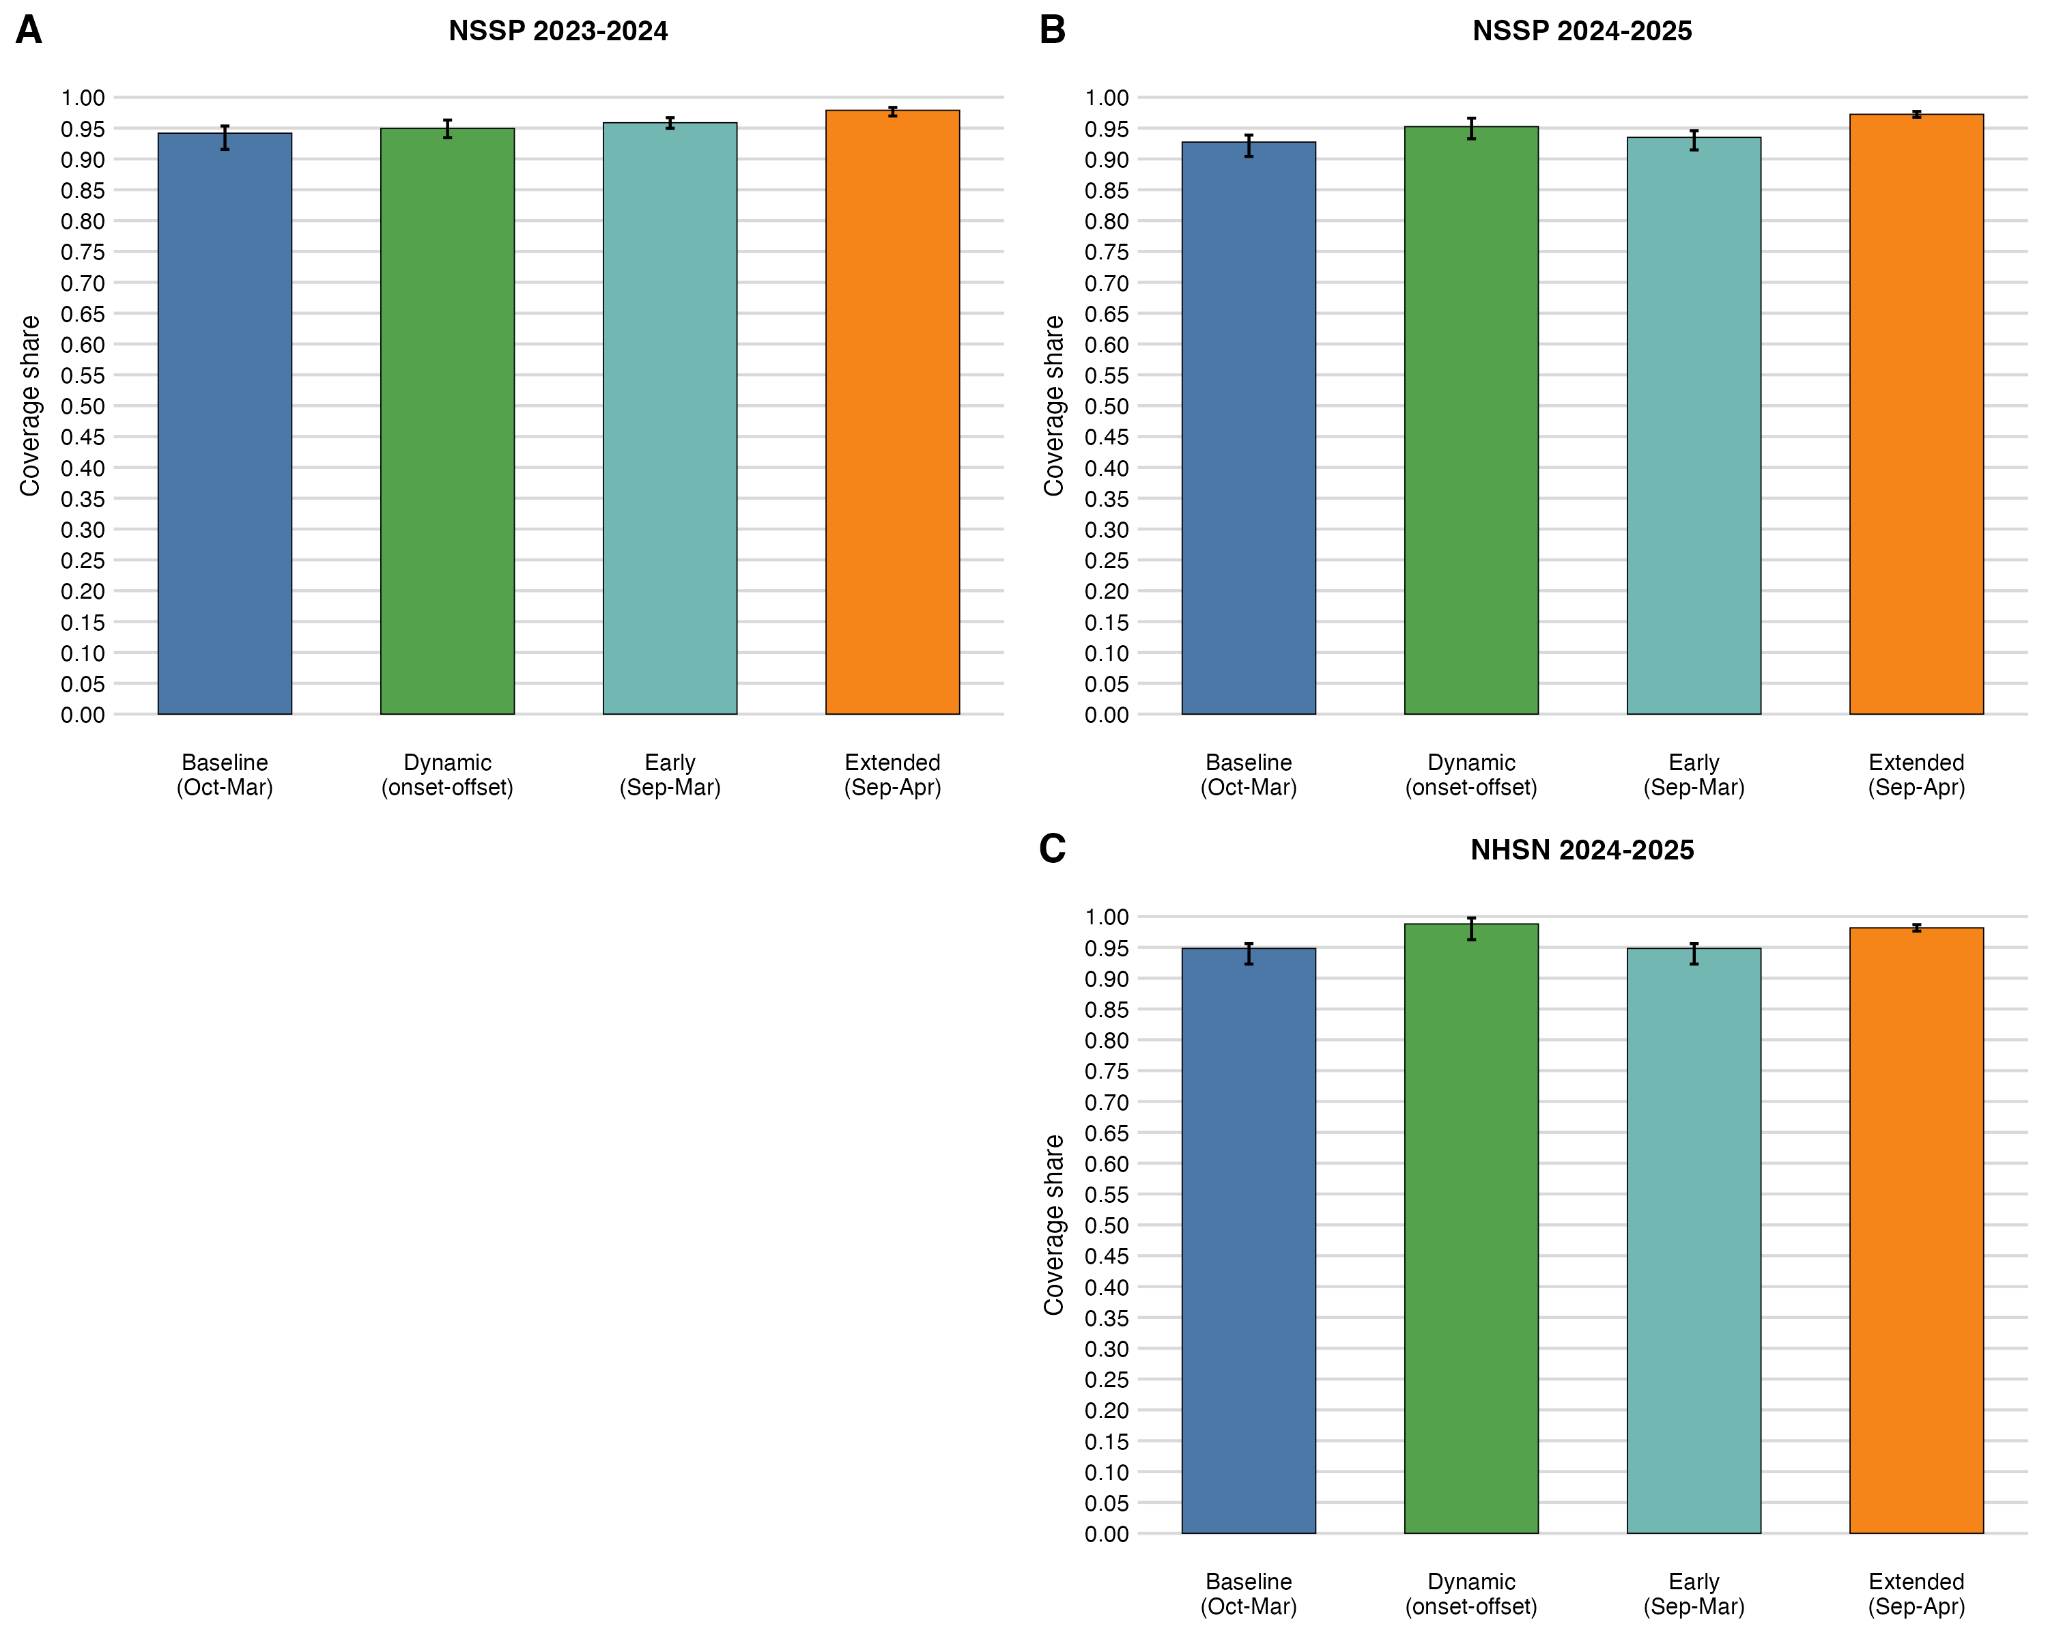 A
NSSP 2023-2024
Coverage share
1.00
0.95
0.90
0.85
0.80
0.75
0.70
0.65
0.60
0.55
0.50
0.45
0.40
0.35
0.30
0.25
0.20
0.15
0.10
0.05
0.00
Baseline
(Oct-Mar)
Dynamic
(onset-offset)
Early
(Sep-Mar)
Extended
(Sep-Apr)
B
NSSP 2024-2025
Coverage share
1.00
0.95
0.90
0.85
0.80
0.75
0.70
0.65
0.60
0.55
0.50
0.45
0.40
0.35
0.30
0.25
0.20
0.15
0.10
0.05
0.00
Baseline
(Oct-Mar)
Dynamic
(onset-offset)
Early
(Sep-Mar)
Extended
(Sep-Apr)
C
NHSN 2024-2025
Coverage share
1.00
0.95
0.90
0.85
0.80
0.75
0.70
0.65
0.60
0.55
0.50
0.45
0.40
0.35
0.30
0.25
0.20
0.15
0.10
0.05
0.00
Baseline
(Oct-Mar)
Dynamic
(onset-offset)
Early
(Sep-Mar)
Extended
(Sep-Apr)